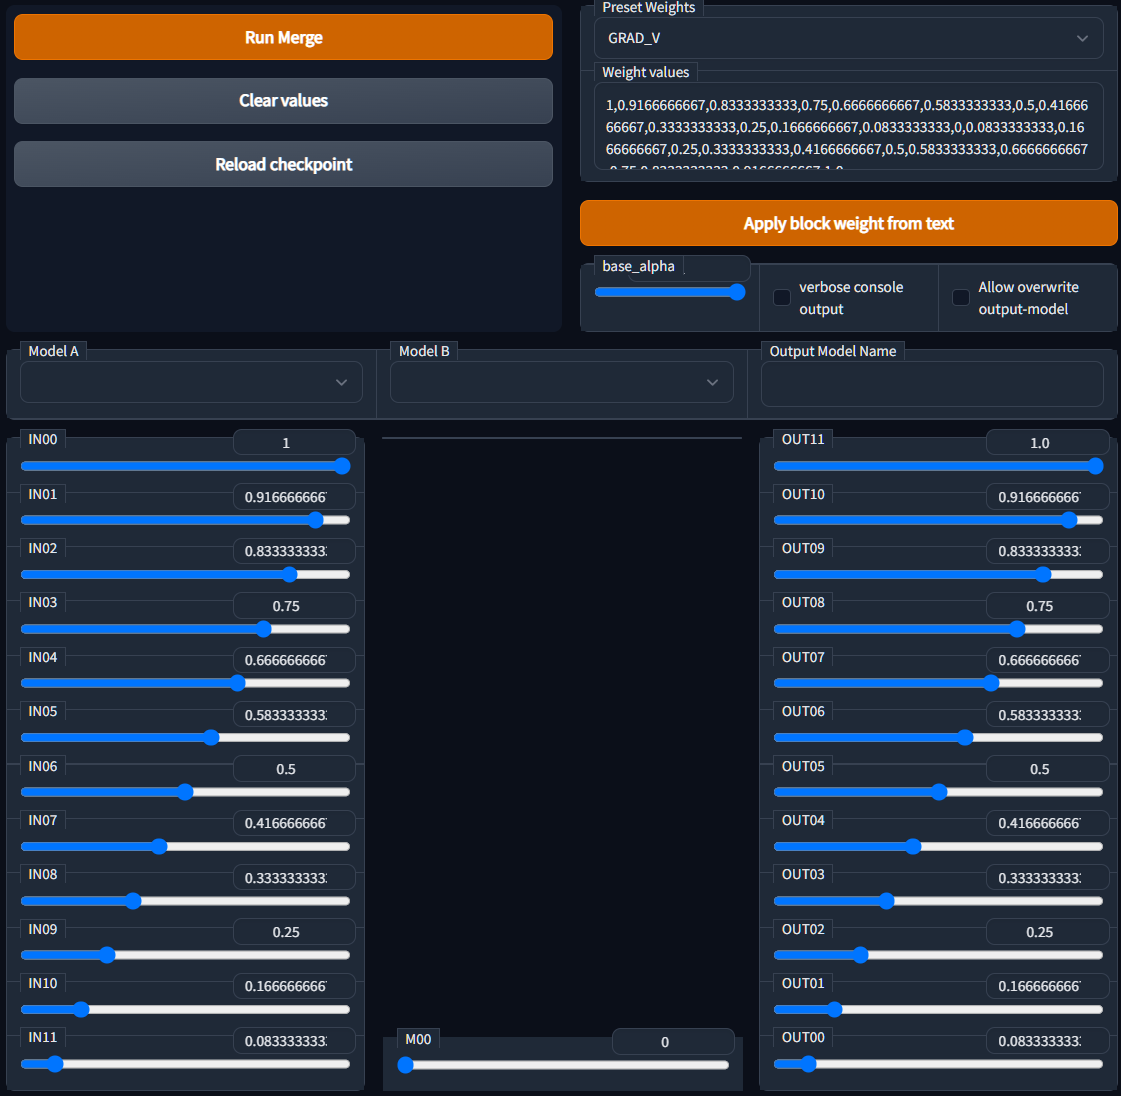 Run Merge
Clear values
Reload checkpoint
Preset Weights
GRAD_V
Weight values
1,0.9166666667,0.8333333333,0.75,0.6666666667,0.5833333333,0.5,0.4166
66667,0.3333333333,0.25,0.1666666667,0.0833333333,0,0.0833333333,0.16
66666667,0.25,0.3333333333,0.4166666667,0.5,0.5833333333,0.6666666667
Apply block weight from text
base_alpha
verbose console
output
Allow overwrite
output-model
Model A
Model B
Output Model Name
IN00
1
IN01
0.916666666
IN02
0.833333333
IN03
0.75
IN04
0.666666666
IN05
0.583333333
IN06
0.5
IN07
0.416666666
IN08
0.333333333
IN09
0.25
IN10
0.166666666
IN11
0.083333333
M00
0
OUT11
1.0
OUT10
0.916666666
OUT09
0.833333333
OUT08
0.75
OUT07
0.666666666
OUT06
0.583333333
OUT05
0.5
OUT04
0.416666666
OUT03
0.333333333
OUT02
0.25
OUT01
0.166666666
OUT00
0.083333333